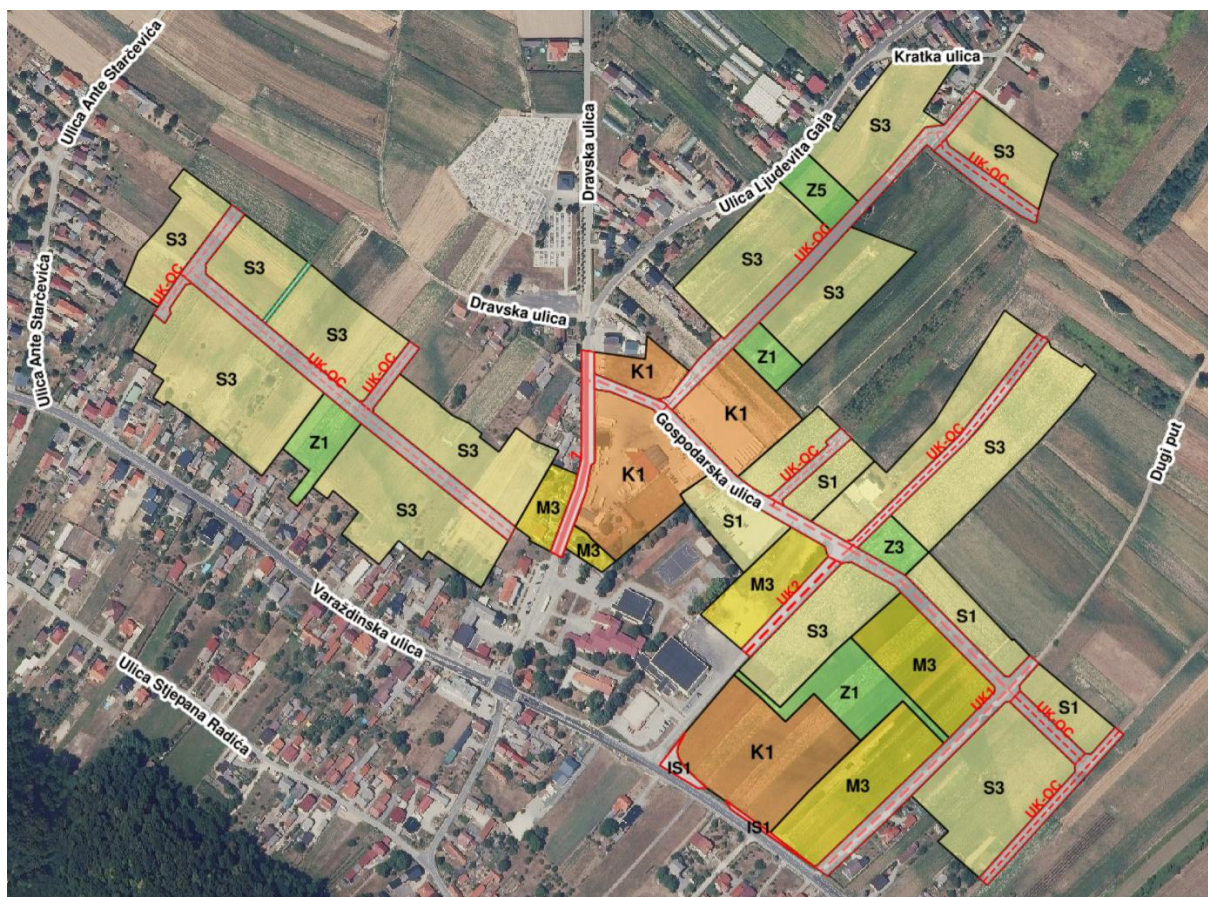 Kratka ulica
Ulica Ante Starčevića
Dravska ulica
Ulica Ljudevita Gaja
S3
S3
UK-OC
Z5
S3
UK-OC
S3
UK-OC
S3
S3
Ulica Ante Starčevića
Dravska ulica
S3
UK-OC
UK-OC
S3
Z1
K1
K1
Gospodarska ulica
K1
Z1
S3
S3
M3
M3
UK-OC
S1
S1
UK-OC
S3
Dugi put
Z3
M3
UK2
S3
S1
M3
Z1
UK1
S1
UK-OC
K1
M3
S3
UK-OC
IS1
IS1
Varaždinska ulica
Ulica Stjepana Radića